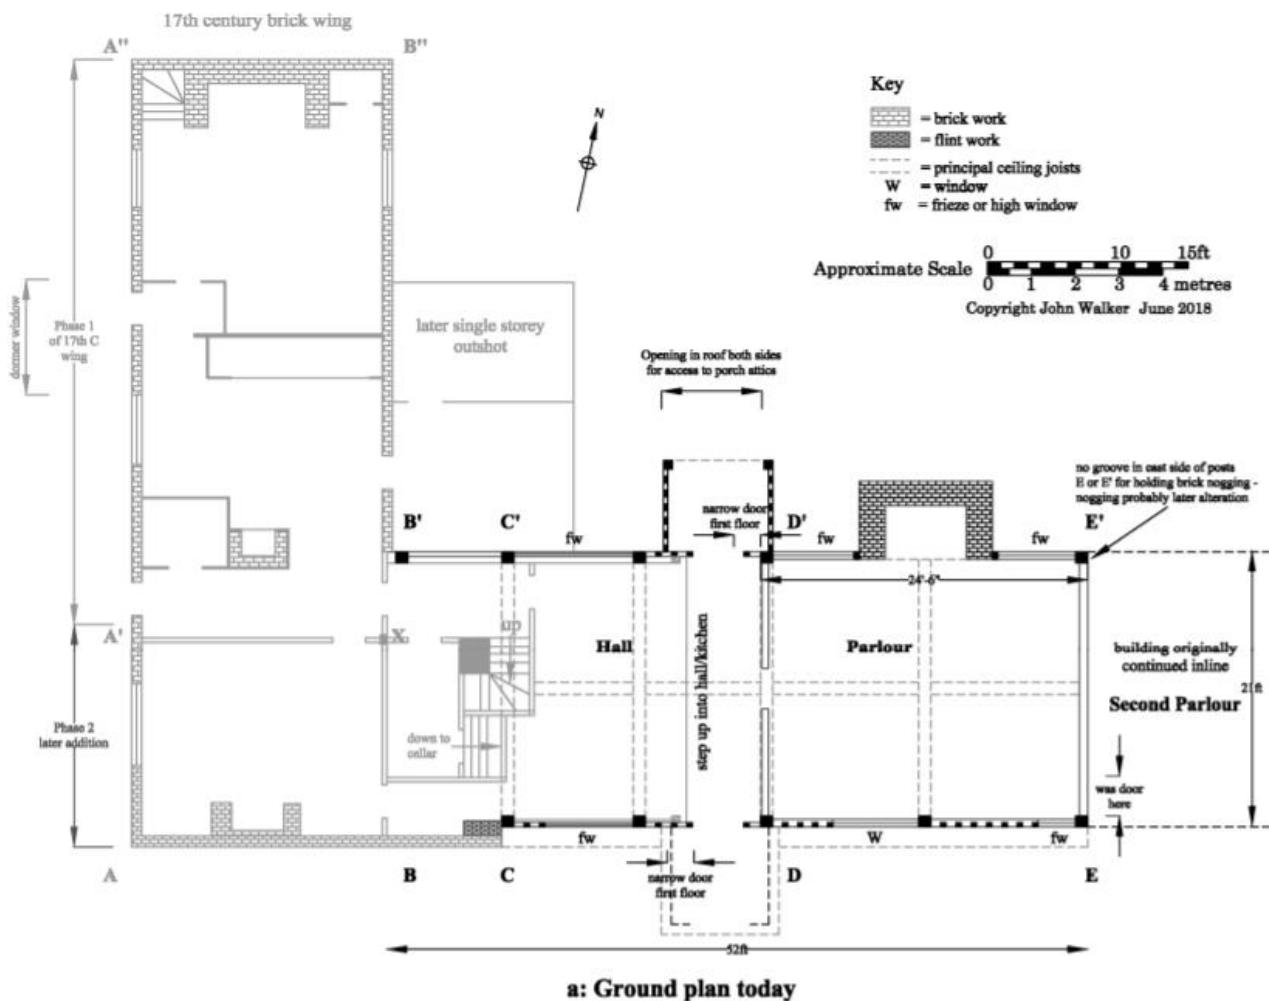 17th century brick wing
A"
B"
N
Key
= brick work
= flint work
= principal ceiling joists
W = window
fw = frieze or high window
0 10 15ft
Approximate Scale
0 1 2 3 4 metres
Copyright John Walker June 2018
dormer window
Phase 1
of 17th C
wing
later single storey
outshot
Opening in roof both sides
for access to porch attics
no groove in east side of posts
E or E' for holding brick nogging -
nogging probably later alteration
narrow door
first floor
B'
C'
D'
E'
fw
fw
fw
24'-6"
A'
X
up
Hall
step up into hall/kitchen
Parlour
building originally
continued inline
21ft
Second Parlour
Phase 2
later addition
down to
cellar
was door
here
fw
W
fw
A
B
C
narrow door
first floor
D
E
52ft
a: Ground plan today